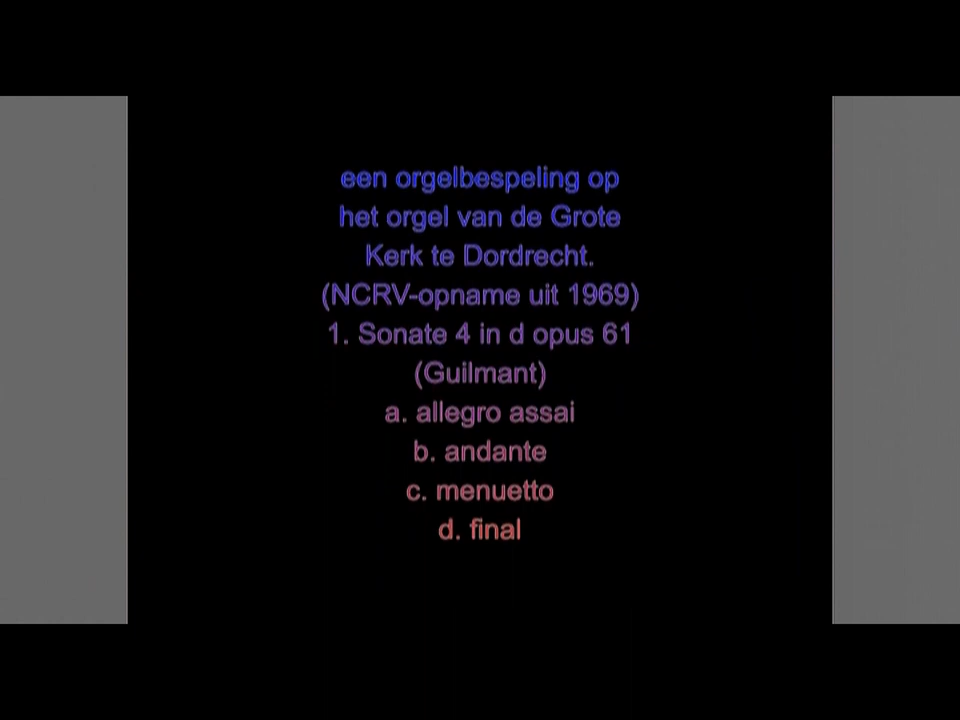 een orgelbespeling op
het orgel van de Grote
Kerk te Dordrecht.
(NCRV-opname uit 1969)
1. Sonate 4 in d opus 61
(Guilmant)
a. allegro assai
b. andante
c. menuetto
d. final